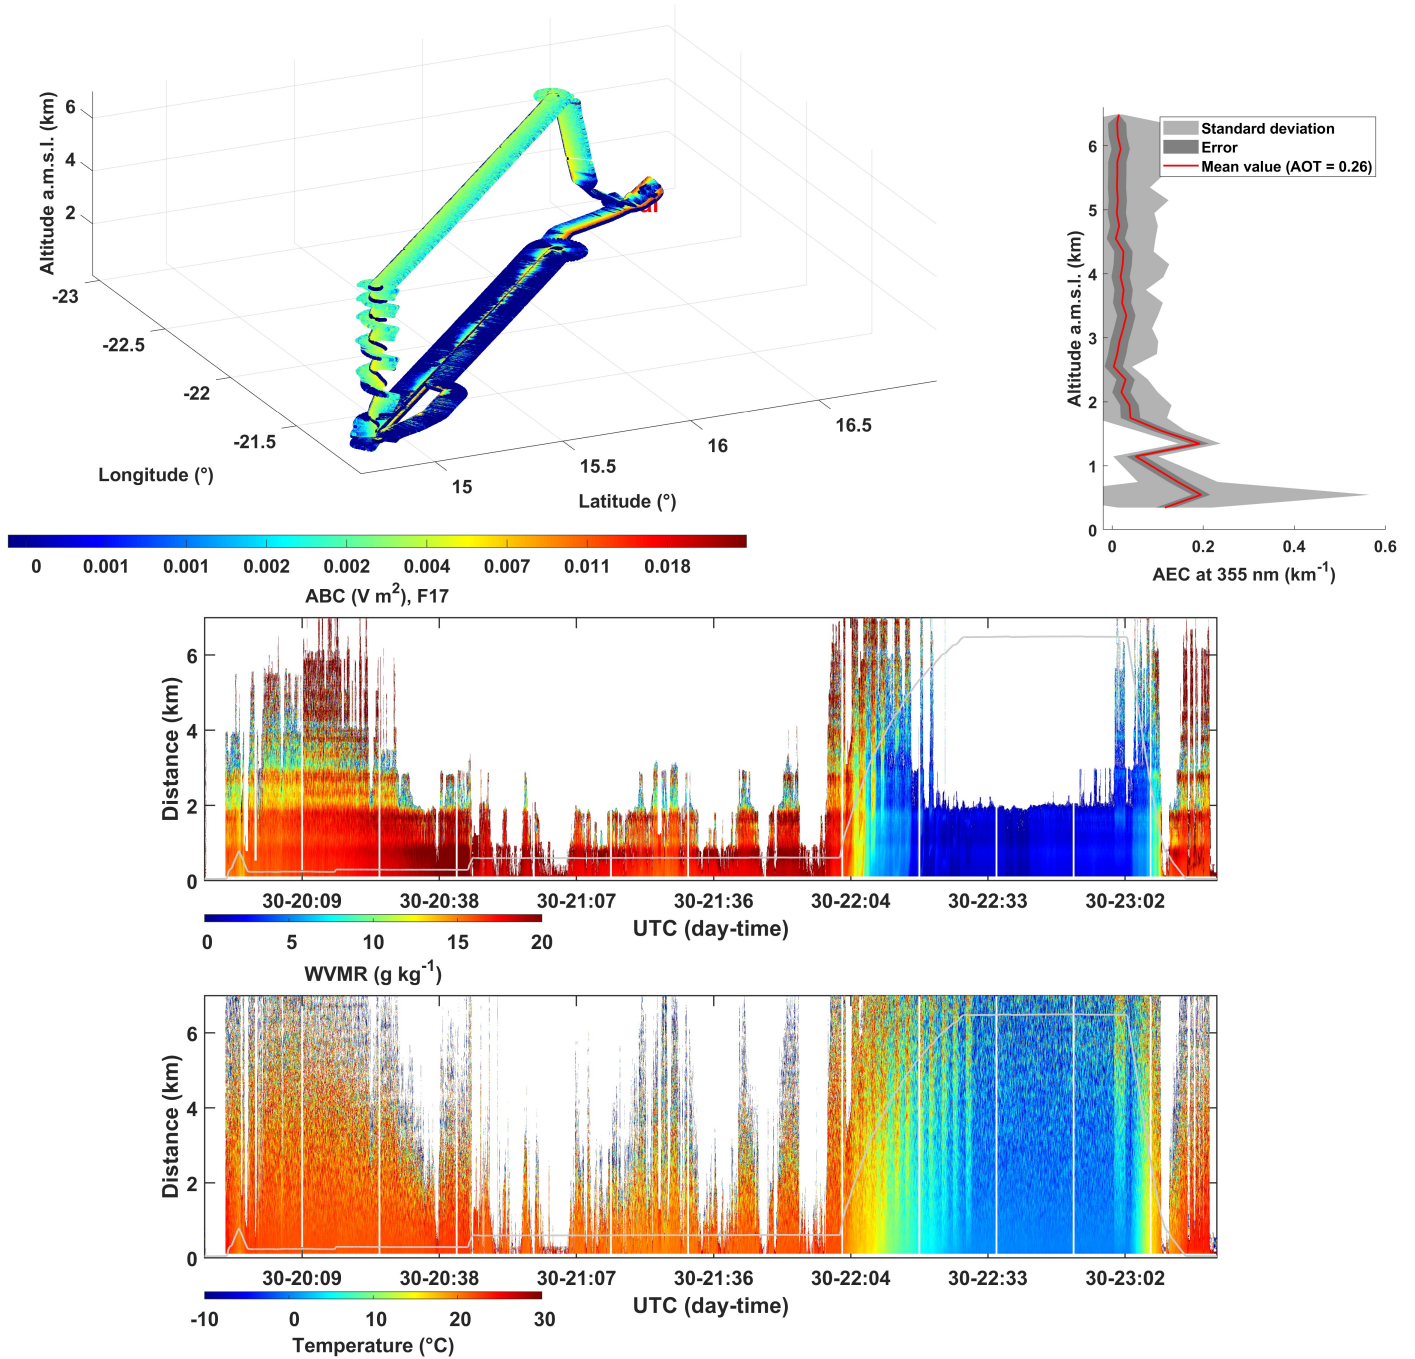 Altitude a.m.s.l. (km)
6
4
2
-23
-22.5
-22
-21.5
Longitude (°)
15
15.5
16
16.5
Latitude (°)
0 0.001 0.001 0.002 0.002 0.004 0.007 0.011 0.018
ABC (V m²), F17
Standard deviation
Error
Mean value (AOT = 0.26)
Altitude a.m.s.l. (km)
6
5
4
3
2
1
0
0 0.2 0.4 0.6
AEC at 355 nm (km⁻¹)
Distance (km)
6
4
2
0
30-20:09 30-20:38 30-21:07 30-21:36 30-22:04 30-22:33 30-23:02
UTC (day-time)
0 5 10 15 20
WVMR (g kg⁻¹)
Distance (km)
6
4
2
0
30-20:09 30-20:38 30-21:07 30-21:36 30-22:04 30-22:33 30-23:02
UTC (day-time)
-10 0 10 20 30
Temperature (°C)